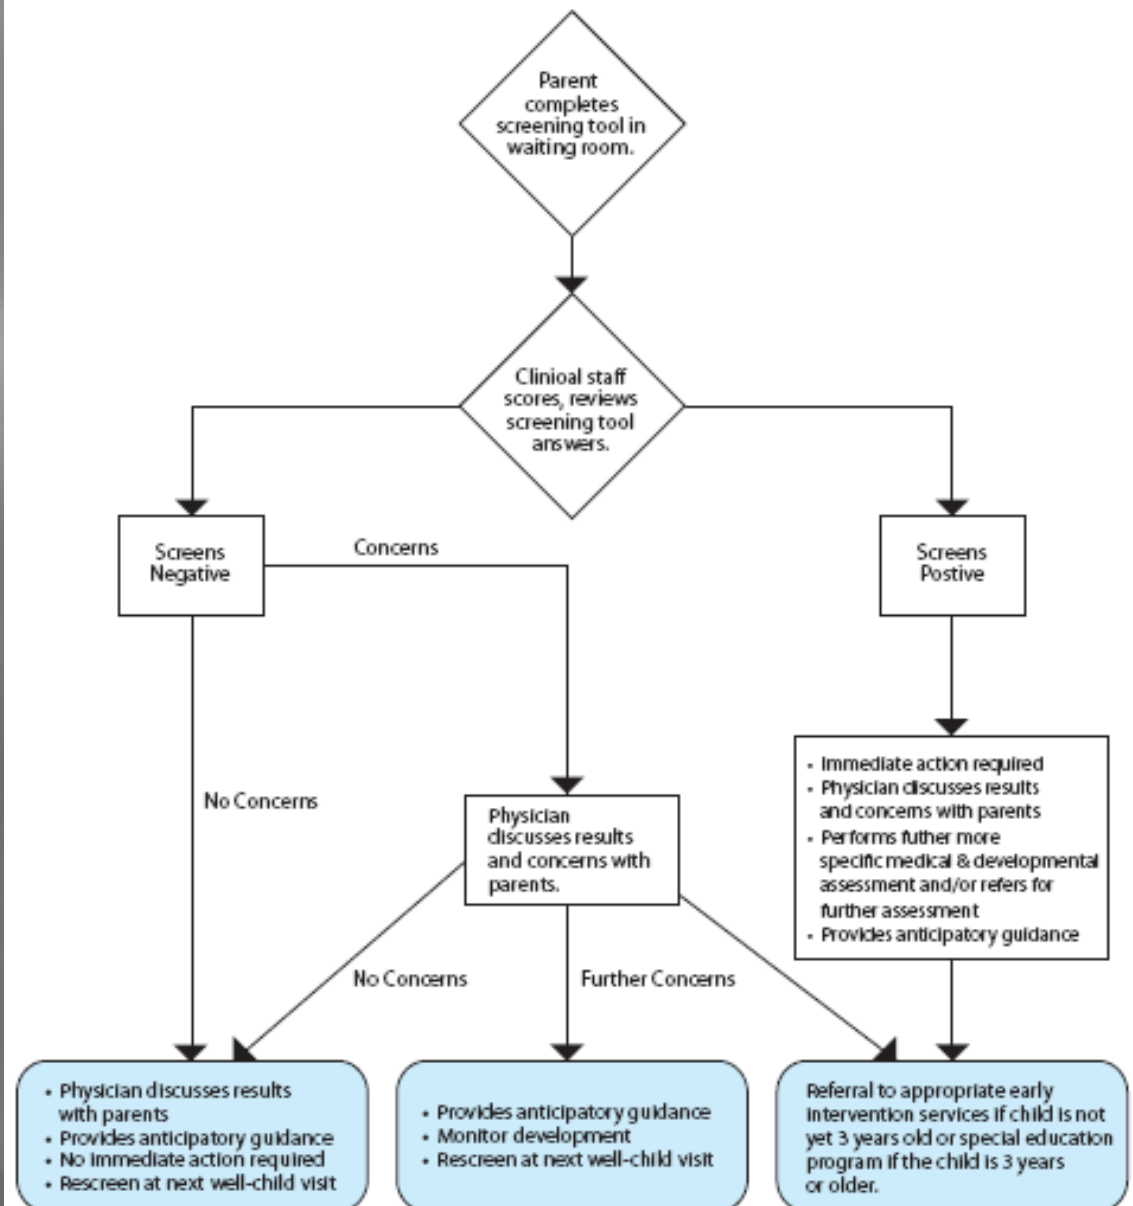 Parent
completes
screening tool in
waiting room.
Clinioal staff
scores, reviews
screening tool
answers.
Screens
Negative
Concerns
Screens
Postive
No Concerns
Physician
discusses results
and concerns with
parents.
• Immediate action required
• Physician discusses results
and concerns with parents
• Performs futher more
specific medical & developmental
assessment and/or refers for
further assessment
• Provides anticipatory guidance
No Concerns
Further Concerns
• Physician discusses results
with parents
• Provides anticipatory guidance
• No immediate action required
• Rescreen at next well-child visit
• Provides anticipatory guidance
• Monitor development
• Rescreen at next well-child visit
Referral to appropriate early
intervention services if child is not
yet 3 years old or special education
program if the child is 3 years
or older.